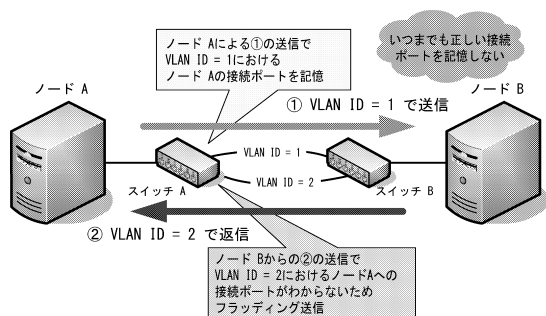 ノード Aによる①の送信で
VLAN ID = 1における
ノード Aの接続ポートを記憶
いつまでも正しい接続
ポートを記憶しない
ノード A
ノード B
① VLAN ID = 1 で送信
VLAN ID = 1
VLAN ID = 2
スイッチ A
スイッチ B
② VLAN ID = 2 で返信
ノード Bからの②の送信で
VLAN ID = 2におけるノードAへの
接続ポートがわからないため
フラッディング送信